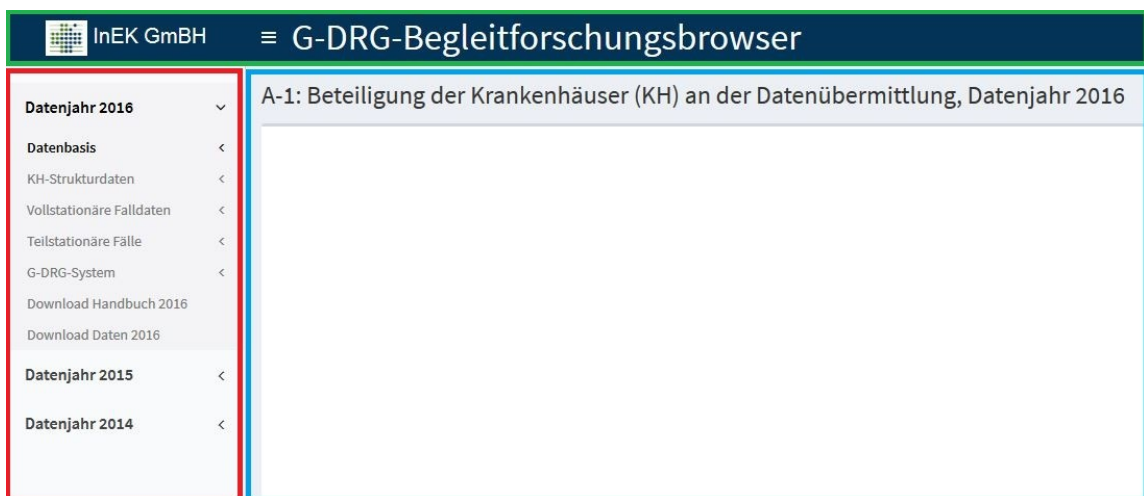 InEK GmBH
≡ G-DRG-Begleitforschungsbrowser
Datenjahr 2016
Datenbasis
KH-Strukturdaten
Vollstationäre Falldaten
Teilstationäre Fälle
G-DRG-System
Download Handbuch 2016
Download Daten 2016
Datenjahr 2015
Datenjahr 2014
A-1: Beteiligung der Krankenhäuser (KH) an der Datenübermittlung, Datenjahr 2016